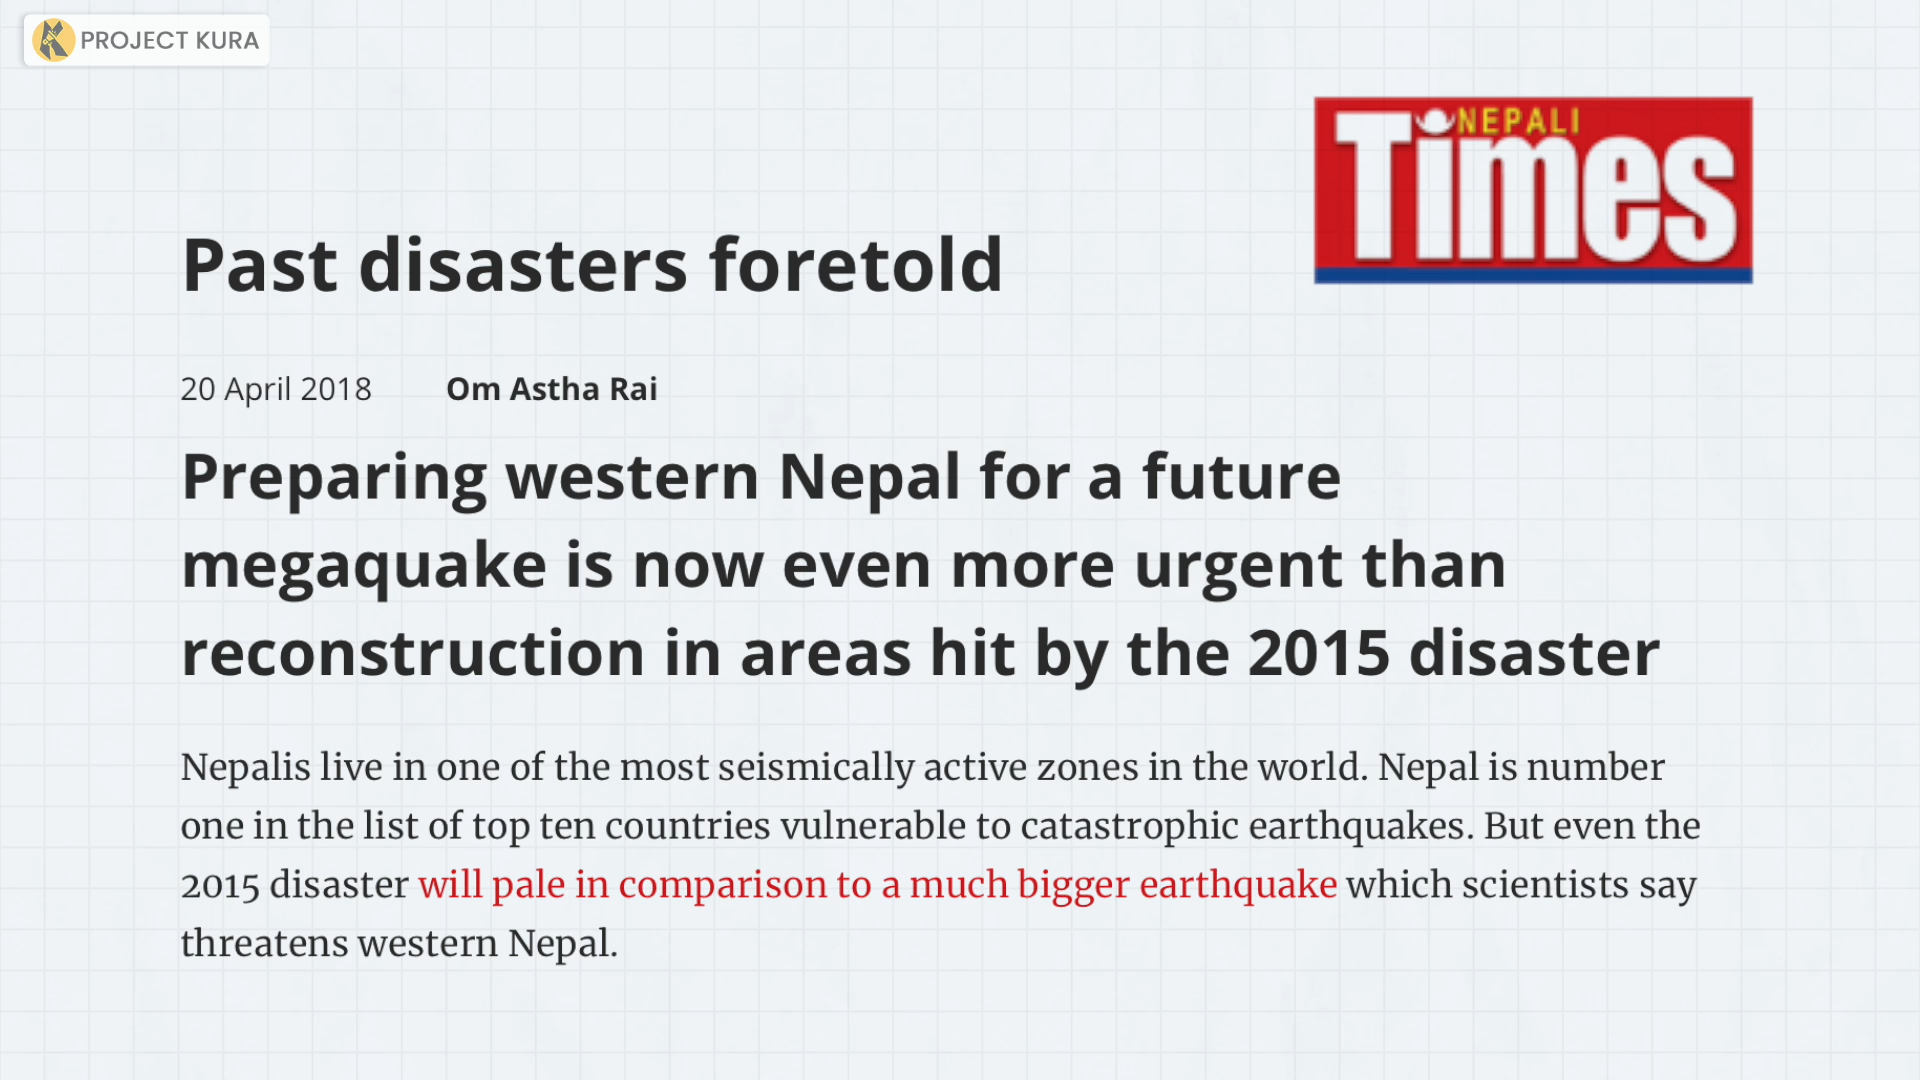 PROJECT KURA
NEPALI
Times
Past disasters foretold
20 April 2018 Om Astha Rai
Preparing western Nepal for a future
megaquake is now even more urgent than
reconstruction in areas hit by the 2015 disaster
Nepalis live in one of the most seismically active zones in the world. Nepal is number
one in the list of top ten countries vulnerable to catastrophic earthquakes. But even the
2015 disaster will pale in comparison to a much bigger earthquake which scientists say
threatens western Nepal.